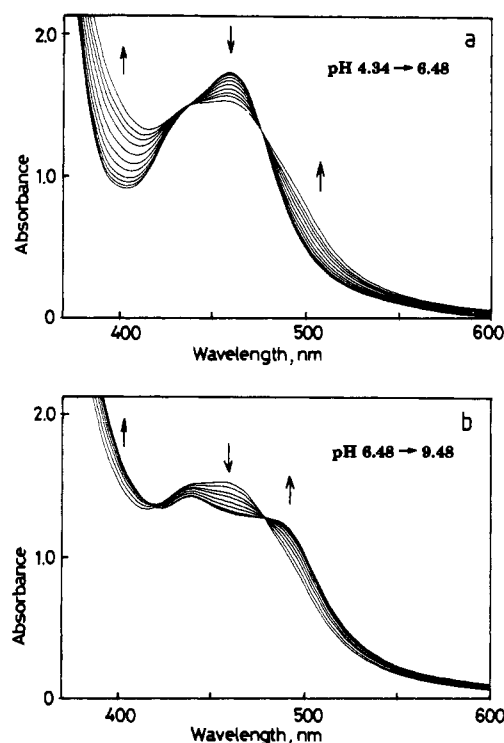 2.0
a
pH 4.34 → 6.48
1.0
0
Absorbance
400
500
600
Wavelength, nm
b
2.0
pH 6.48 → 9.48
1.0
0
Absorbance
400
500
600
Wavelength, nm